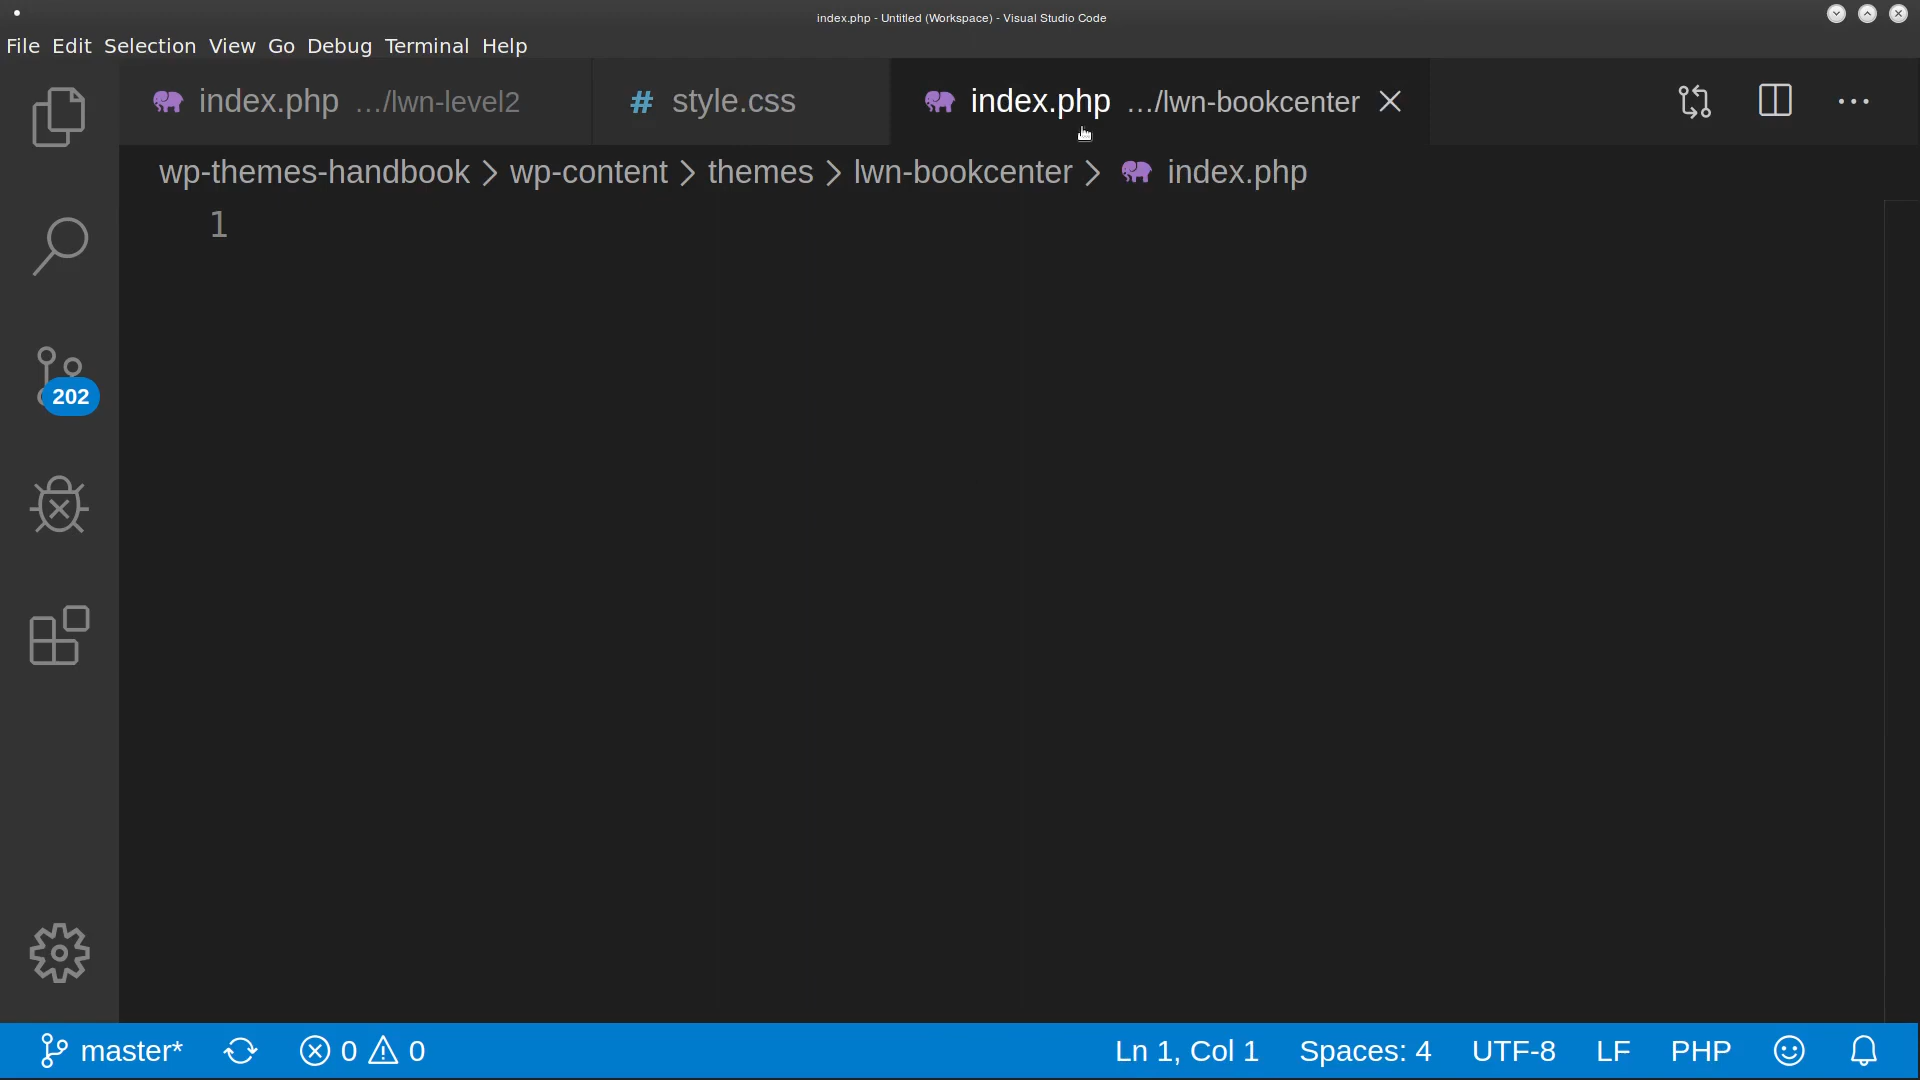 index.php - Untitled (Workspace) - Visual Studio Code
File Edit Selection View Go Debug Terminal Help
index.php …/lwn-level2 # style.css index.php …/lwn-bookcenter
wp-themes-handbook > wp-content > themes > lwn-bookcenter > index.php
1
202
master* 0 0 Ln 1, Col 1 Spaces: 4 UTF-8 LF PHP